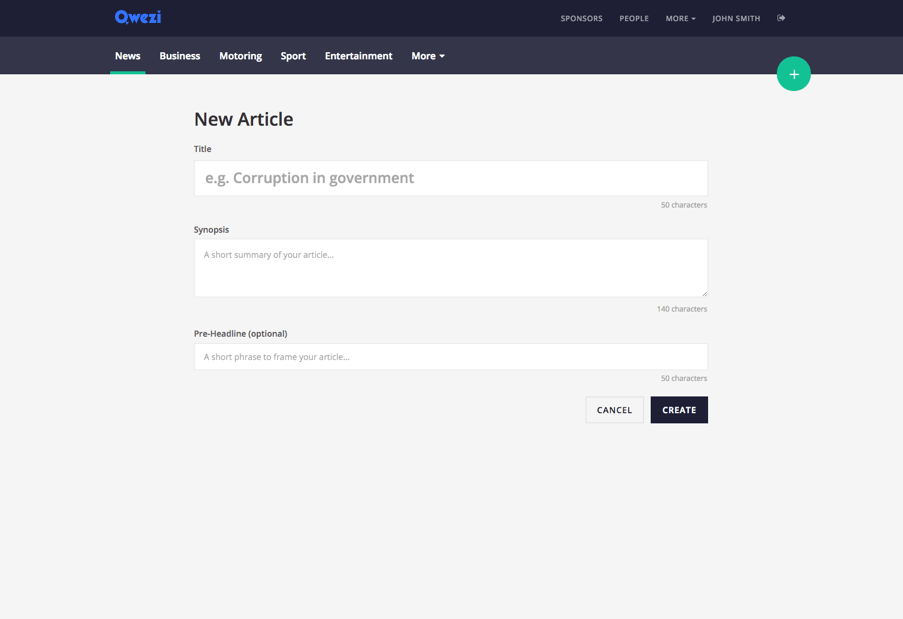 Qwezi
SPONSORS PEOPLE MORE JOHN SMITH
News Business Motoring Sport Entertainment More
+
New Article
Title
e.g. Corruption in government
50 characters
Synopsis
A short summary of your article...
140 characters
Pre-Headline (optional)
A short phrase to frame your article...
50 characters
CANCEL CREATE